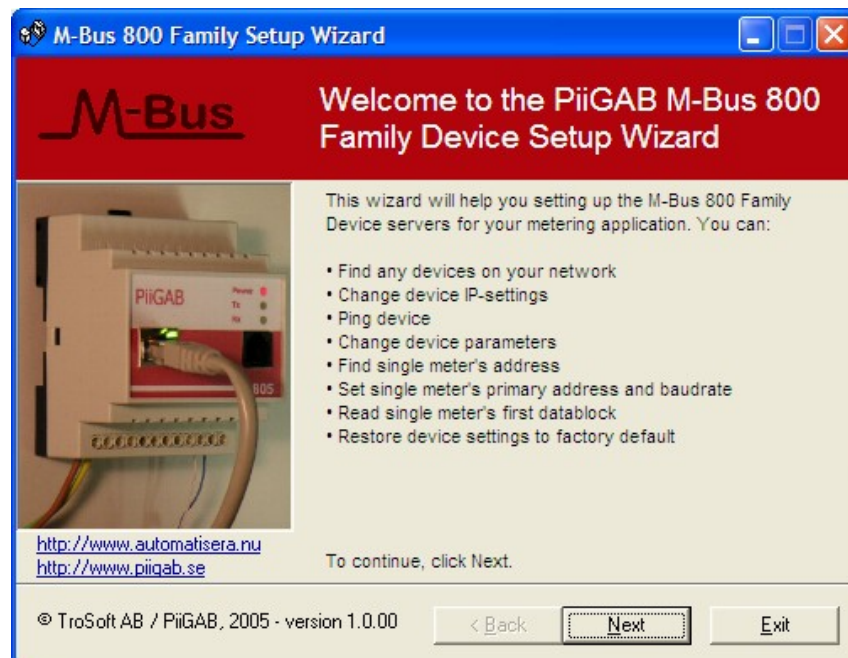 M-Bus 800 Family Setup Wizard
M-Bus
Welcome to the PiiGAB M-Bus 800
Family Device Setup Wizard
This wizard will help you setting up the M-Bus 800 Family
Device servers for your metering application. You can:
• Find any devices on your network
• Change device IP-settings
• Ping device
• Change device parameters
• Find single meter's address
• Set single meter's primary address and baudrate
• Read single meter's first datablock
• Restore device settings to factory default
PiiGAB
Power
Tx
Rx
805
http://www.automatisera.nu
http://www.piigab.se
To continue, click Next.
© TroSoft AB / PiiGAB, 2005 - version 1.0.00
< Back
Next
Exit